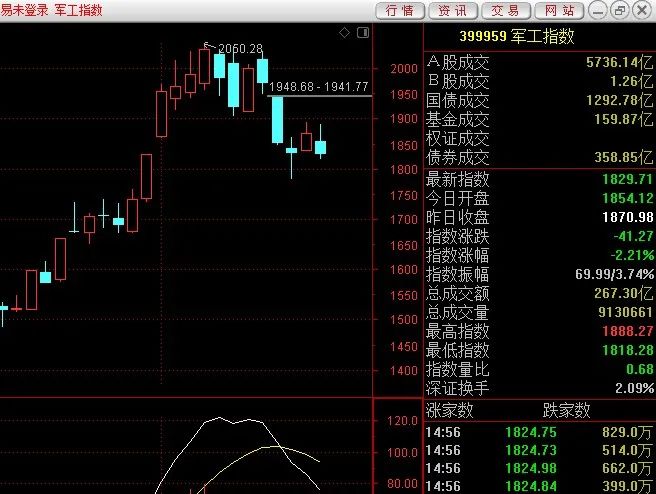 易未登录 军工指数
行情 资讯 交易 网站
399959 军工指数
2060.28
1948.68 - 1941.77
2000
1950
1900
1850
1800
1750
1700
1650
1600
1550
1500
1450
1400
120.0
100.0
80.00
A股成交 5736.14亿
B股成交 1.26亿
国债成交 1292.78亿
基金成交 159.87亿
权证成交
债券成交 358.85亿
最新指数 1829.71
今日开盘 1854.12
昨日收盘 1870.98
指数涨跌 -41.27
指数涨幅 -2.21%
指数振幅 69.99/3.74%
总成交额 267.30亿
总成交量 9130661
最高指数 1888.27
最低指数 1818.28
指数量比 0.68
深证换手 2.09%
涨家数 跌家数
14:56 1824.75 829.0万
14:56 1824.73 514.0万
14:56 1824.98 662.0万
14:56 1824.84 399.0万